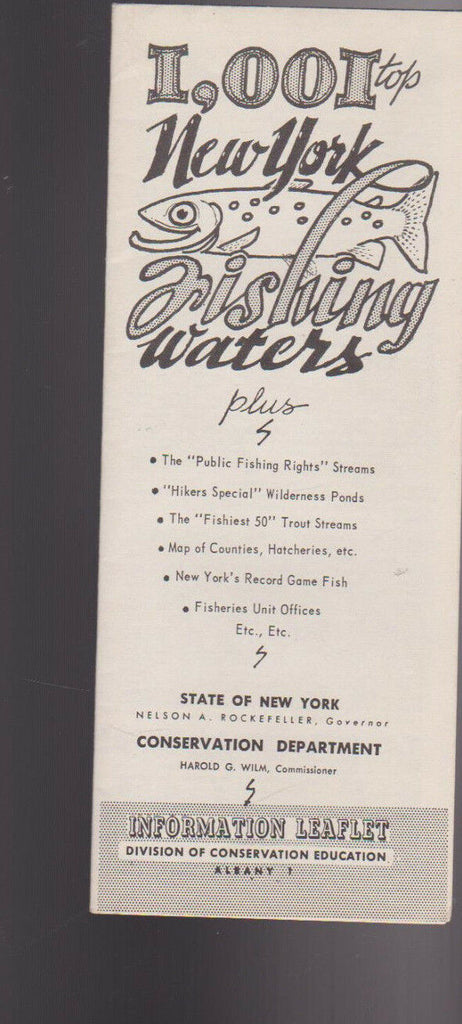 1,001 top
New York
Fishing
waters
plus
• The "Public Fishing Rights" Streams
• "Hikers Special" Wilderness Ponds
• The "Fishiest 50" Trout Streams
• Map of Counties, Hatcheries, etc.
• New York's Record Game Fish
• Fisheries Unit Offices
Etc., Etc.
STATE OF NEW YORK
NELSON A. ROCKEFELLER, Governor
CONSERVATION DEPARTMENT
HAROLD G. WILM, Commissioner
INFORMATION LEAFLET
DIVISION OF CONSERVATION EDUCATION
ALBANY 1